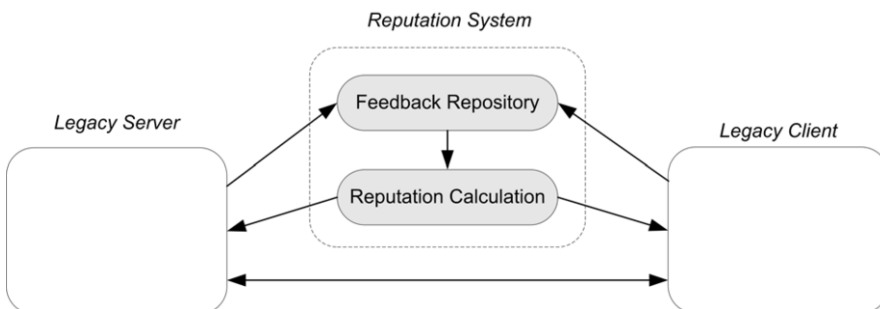 Reputation System
Feedback Repository
Legacy Server
Legacy Client
Reputation Calculation